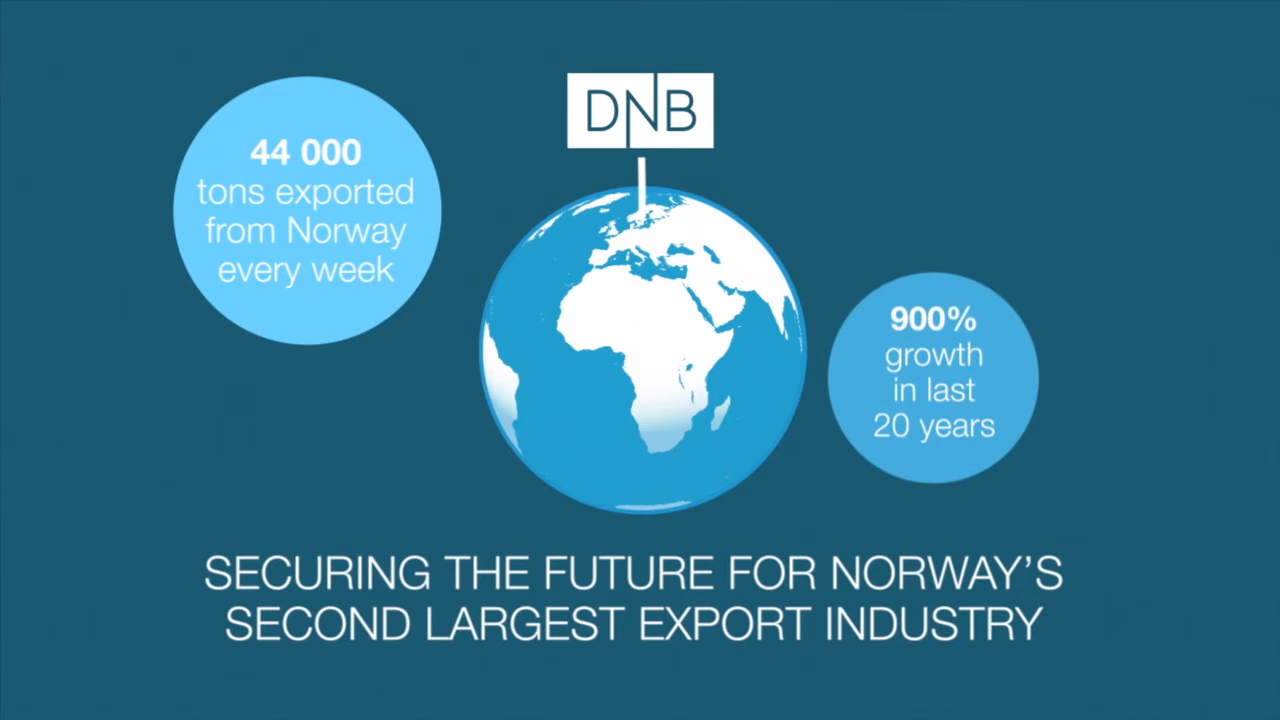 44 000
tons exported
from Norway
every week
DNB
900%
growth
in last
20 years
SECURING THE FUTURE FOR NORWAY'S
SECOND LARGEST EXPORT INDUSTRY